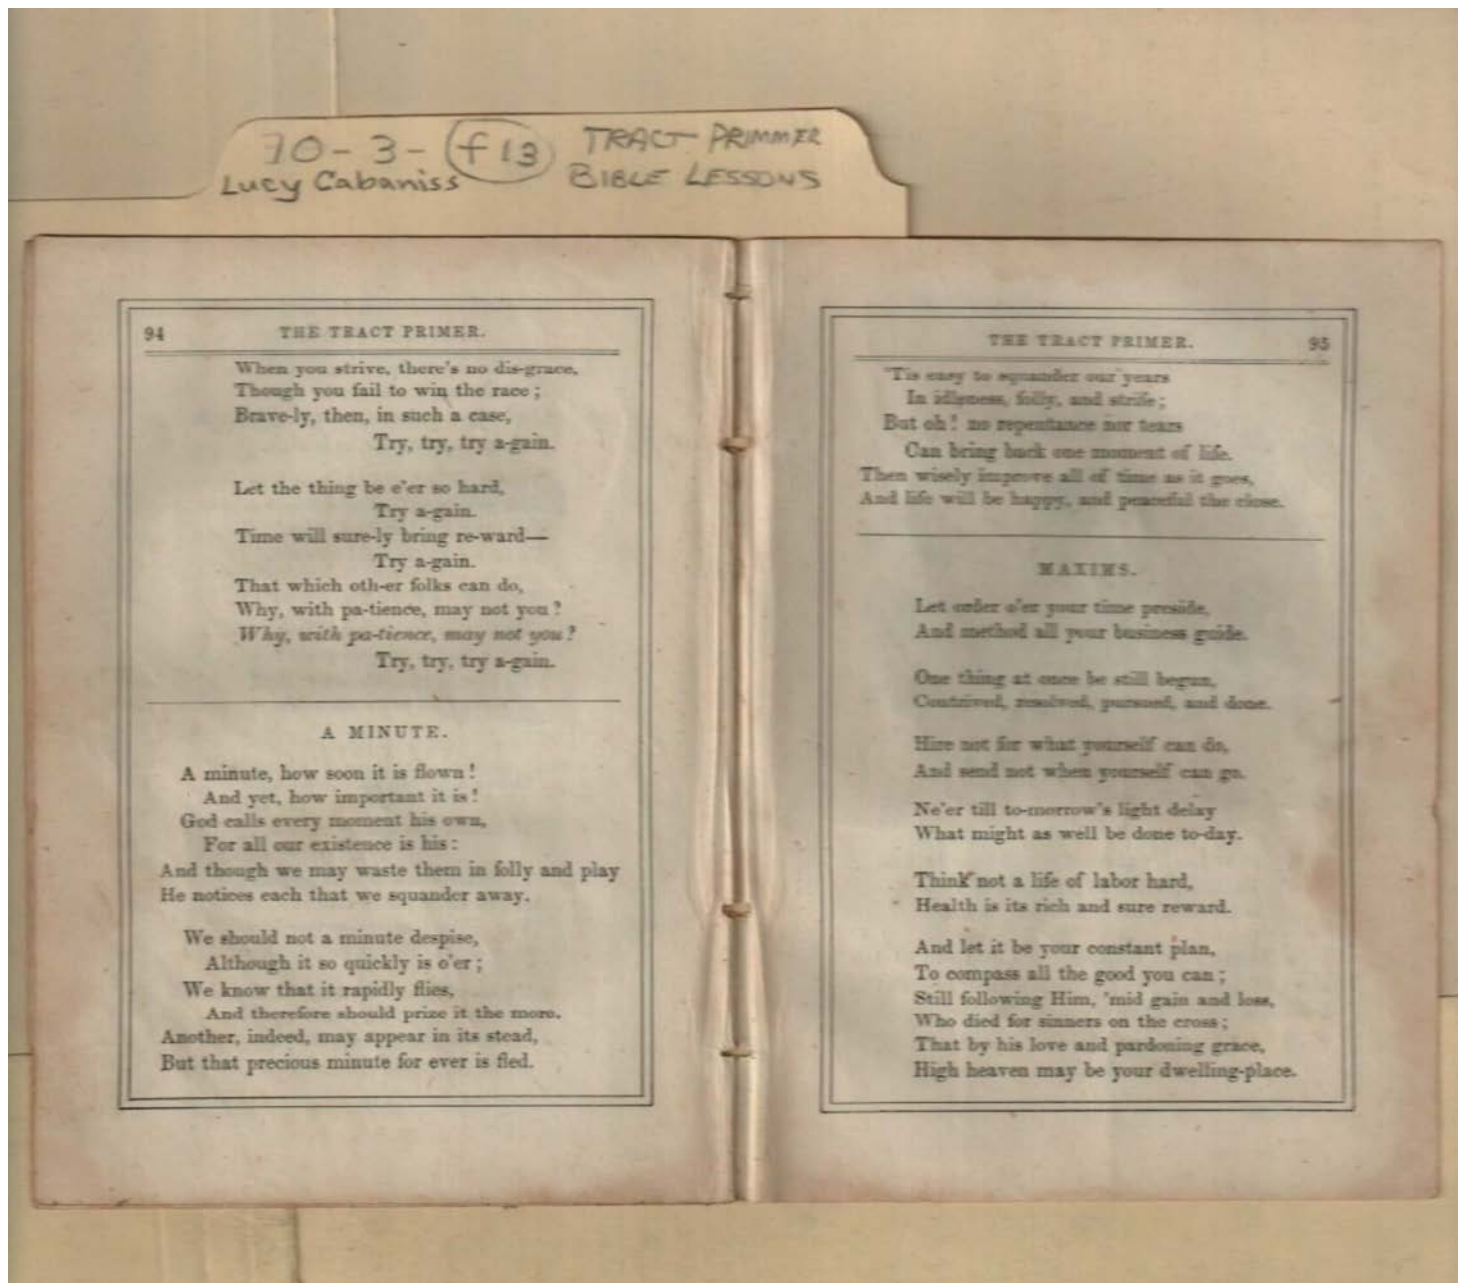 70-3-f13 TRACT PRIMMER
Lucy Cabaniss BIBLE LESSONS
94 THE TRACT PRIMER.
When you strive, there's no dis-grace,
Though you fail to win the race;
Brave-ly, then, in such a case,
Try, try, try a-gain.
Let the thing be e'er so hard,
Try a-gain.
Time will sure-ly bring re-ward—
Try a-gain.
That which oth-er folks can do,
Why, with pa-tience, may not you?
Why, with pa-tience, may not you?
Try, try, try a-gain.
A MINUTE.
A minute, how soon it is flown!
And yet, how important it is!
God calls every moment his own,
For all our existence is his:
And though we may waste them in folly and play
He notices each that we squander away.
We should not a minute despise,
Although it so quickly is o'er;
We know that it rapidly flies,
And therefore should prize it the more.
Another, indeed, may appear in its stead,
But that precious minute for ever is fled.
THE TRACT PRIMER. 95
'Tis easy to squander our years
In idleness, folly, and strife;
But oh! no repentance nor tears
Can bring back one moment of life.
Then wisely improve all of time as it goes,
And life will be happy, and peaceful the close.
MAXIMS.
Let order o'er your time preside,
And method all your business guide.
One thing at once be still begun,
Contrived, resolved, pursued, and done.
Hire not for what yourself can do,
And send not when yourself can go.
Ne'er till to-morrow's light delay
What might as well be done to-day.
Think not a life of labor hard,
Health is its rich and sure reward.
And let it be your constant plan,
To compass all the good you can;
Still following Him, 'mid gain and loss,
Who died for sinners on the cross;
That by his love and pardoning grace,
High heaven may be your dwelling-place.